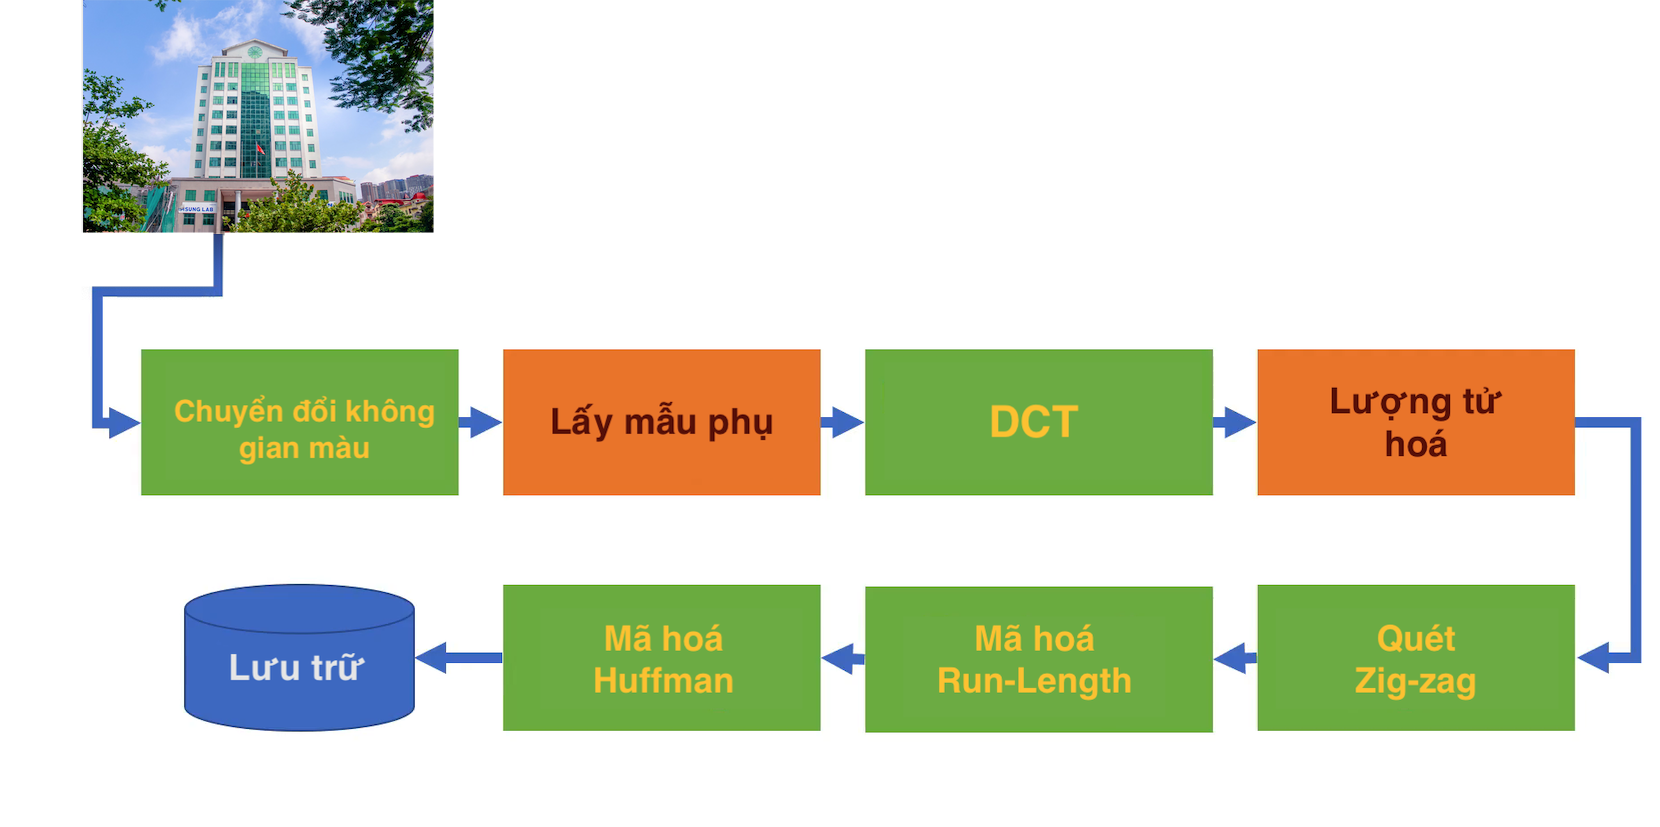 SUNG LAB
Chuyển đổi không
gian màu
Lấy mẫu phụ
DCT
Lượng tử
hoá
Lưu trữ
Mã hoá
Huffman
Mã hoá
Run-Length
Quét
Zig-zag